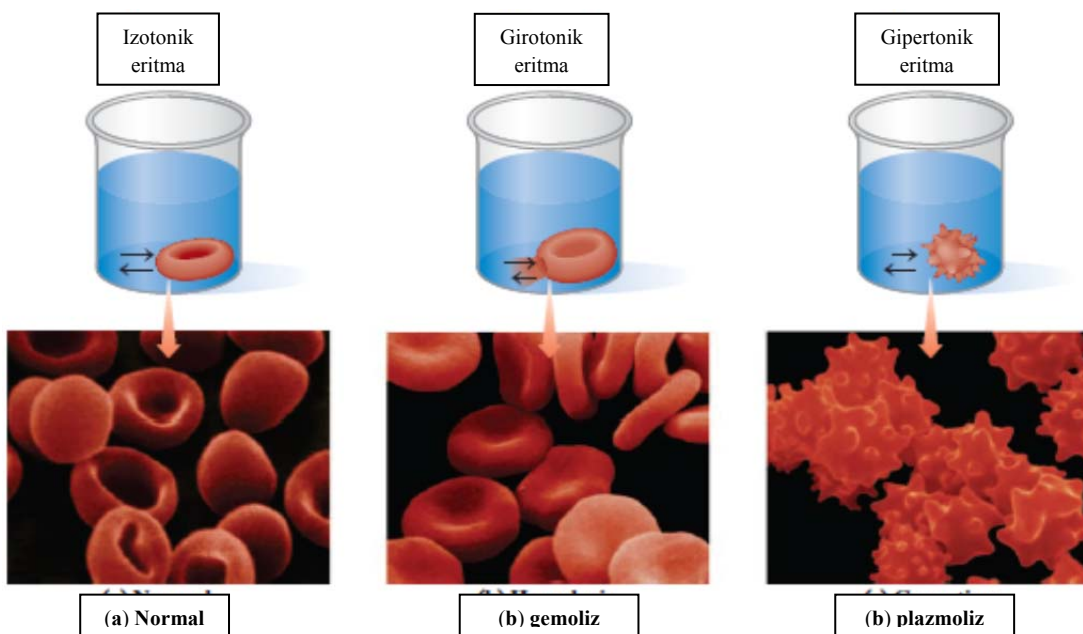 Izotonik
eritma
Girotonik
eritma
Gipertonik
eritma
(a) Normal
(b) gemoliz
(b) plazmoliz